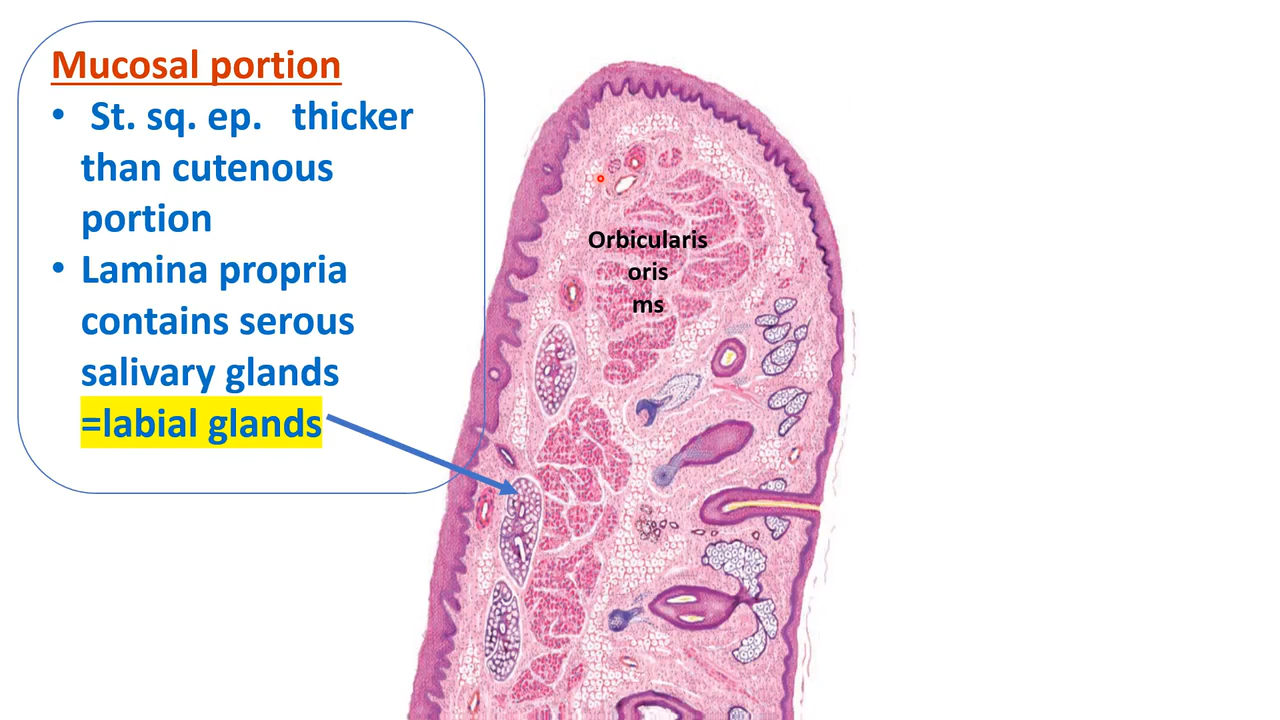 Mucosal portion
• St. sq. ep. thicker
than cutenous
portion
• Lamina propria
contains serous
salivary glands
=labial glands
Orbicularis
oris
ms